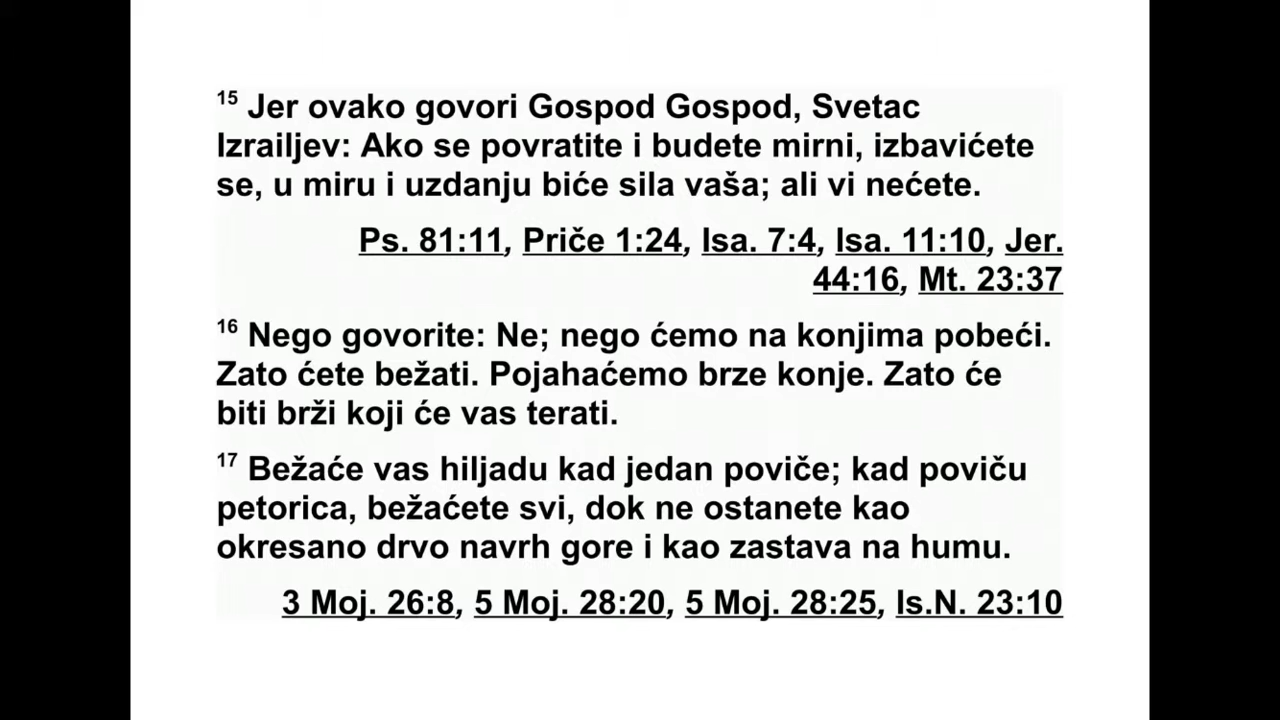 15 Jer ovako govori Gospod Gospod, Svetac
Izrailjev: Ako se povratite i budete mirni, izbavićete
se, u miru i uzdanju biće sila vaša; ali vi nećete.
Ps. 81:11, Priče 1:24, Isa. 7:4, Isa. 11:10, Jer.
44:16, Mt. 23:37
16 Nego govorite: Ne; nego ćemo na konjima pobeći.
Zato ćete bežati. Pojahaćemo brze konje. Zato će
biti brži koji će vas terati.
17 Bežaće vas hiljadu kad jedan poviče; kad poviču
petorica, bežaćete svi, dok ne ostanete kao
okresano drvo navrh gore i kao zastava na humu.
3 Moj. 26:8, 5 Moj. 28:20, 5 Moj. 28:25, Is.N. 23:10